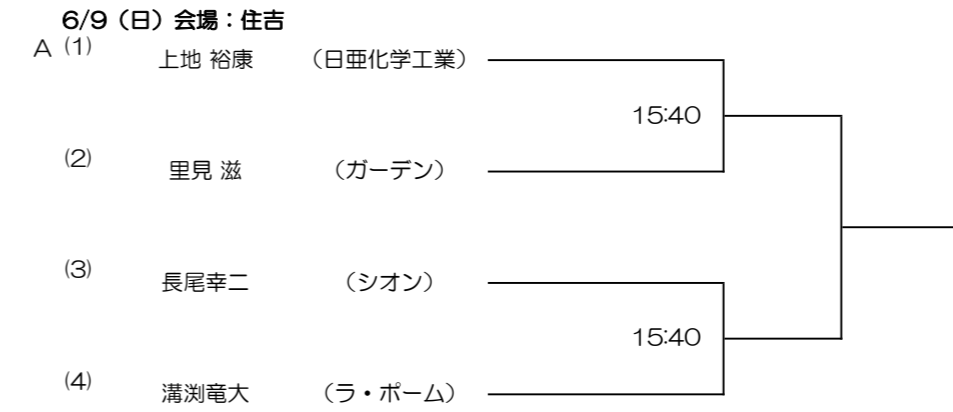 6/9（日）会場：住吉
A (1) 上地 裕康 （日亜化学工業）
15:40
(2) 里見 滋 （ガーデン）
(3) 長尾幸二 （シオン）
15:40
(4) 溝渕竜大 （ラ・ポーム）